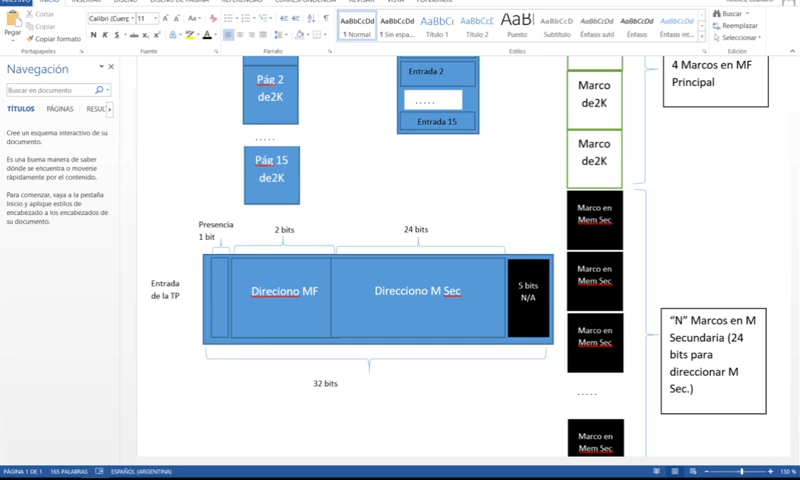 ARCHIVO INICIO INSERTAR DISEÑO DISEÑO DE PÁGINA REFERENCIAS CORRESPONDENCIA REVISAR VISTA
Cortar
Copiar
Copiar formato
Pegar
Portapapeles
Calibri (Cuerp 11
Fuente
Párrafo
AaBbCcDd AaBbCcDd AaBbC AaBbCcD AaB AaBbCcD AaBbCcDd AaBbCcDd AaBbCcDd
1 Normal 1 Sin espa... Título 1 Título 2 Puesto Subtítulo Énfasis sutil Énfasis Énfasis int...
Estilos
Buscar
Reemplazar
Seleccionar
Edición
Navegación
Buscar en documento
TÍTULOS PÁGINAS RESUL
Cree un esquema interactivo de su
documento.
Es una buena manera de saber
dónde se encuentra o moverse
rápidamente por el contenido.
Para comenzar, vaya a la pestaña
Inicio y aplique estilos de
encabezado a los encabezados de
su documento.
Pág 2
de2K
.....
Pág 15
de2K
Entrada 2
.....
Entrada 15
Marco
de2K
Marco
de2K
4 Marcos en MF
Principal
Presencia
1 bit
2 bits
24 bits
Entrada
de la TP
Direciono MF
Direcciono M Sec
5 bits
N/A
32 bits
Marco en
Mem Sec
Marco en
Mem Sec
Marco en
Mem Sec
.....
Marco en
Mem Sec
“N” Marcos en M
Secundaria (24
bits para
direccionar M
Sec.)
PÁGINA 1 DE 1 165 PALABRAS ESPAÑOL (ARGENTINA) 150 %